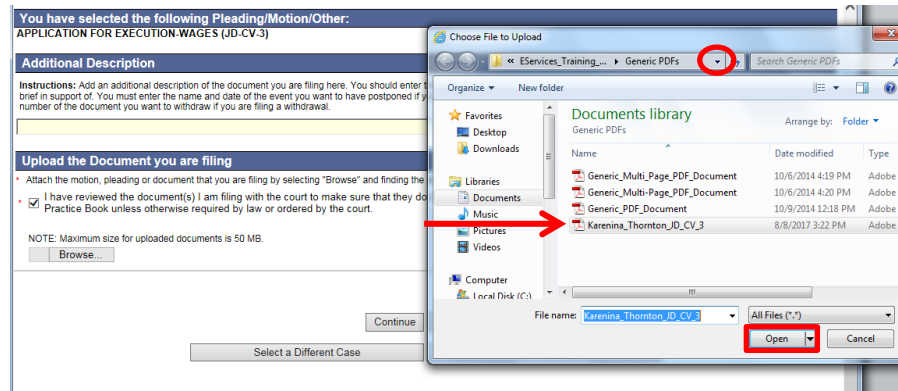 You have selected the following Pleading/Motion/Other:
APPLICATION FOR EXECUTION-WAGES (JD-CV-3)
Additional Description
Instructions: Add an additional description of the document you are filing here. You should enter
brief in support of. You must enter the name and date of the event you want to have postponed if
number of the document you want to withdraw if you are filing a withdrawal.
Upload the Document you are filing
* Attach the motion, pleading or document that you are filing by selecting "Browse" and finding the
* I have reviewed the document(s) I am filing with the court to make sure that they do
Practice Book unless otherwise required by law or ordered by the court.
NOTE: Maximum size for uploaded documents is 50 MB.
Browse...
Continue
Select a Different Case
Choose File to Upload
« EServices_Training_... Generic PDFs
Search Generic PDFs
Organize New folder
Favorites
Desktop
Downloads
Libraries
Documents
Music
Pictures
Videos
Computer
Local Disk (C:)
Documents library
Generic PDFs
Arrange by: Folder
Name Date modified Type
Generic_Multi_Page_PDF_Document 10/6/2014 4:19 PM Adobe
Generic_Multi-Page_PDF_Document 10/6/2014 4:20 PM Adobe
Generic_PDF_Document 10/9/2014 12:18 PM Adobe
Karenina_Thornton_JD_CV_3 8/8/2017 3:22 PM Adobe
File name: Karenina_Thornton_JD_CV_3 All Files (*.*)
Open Cancel